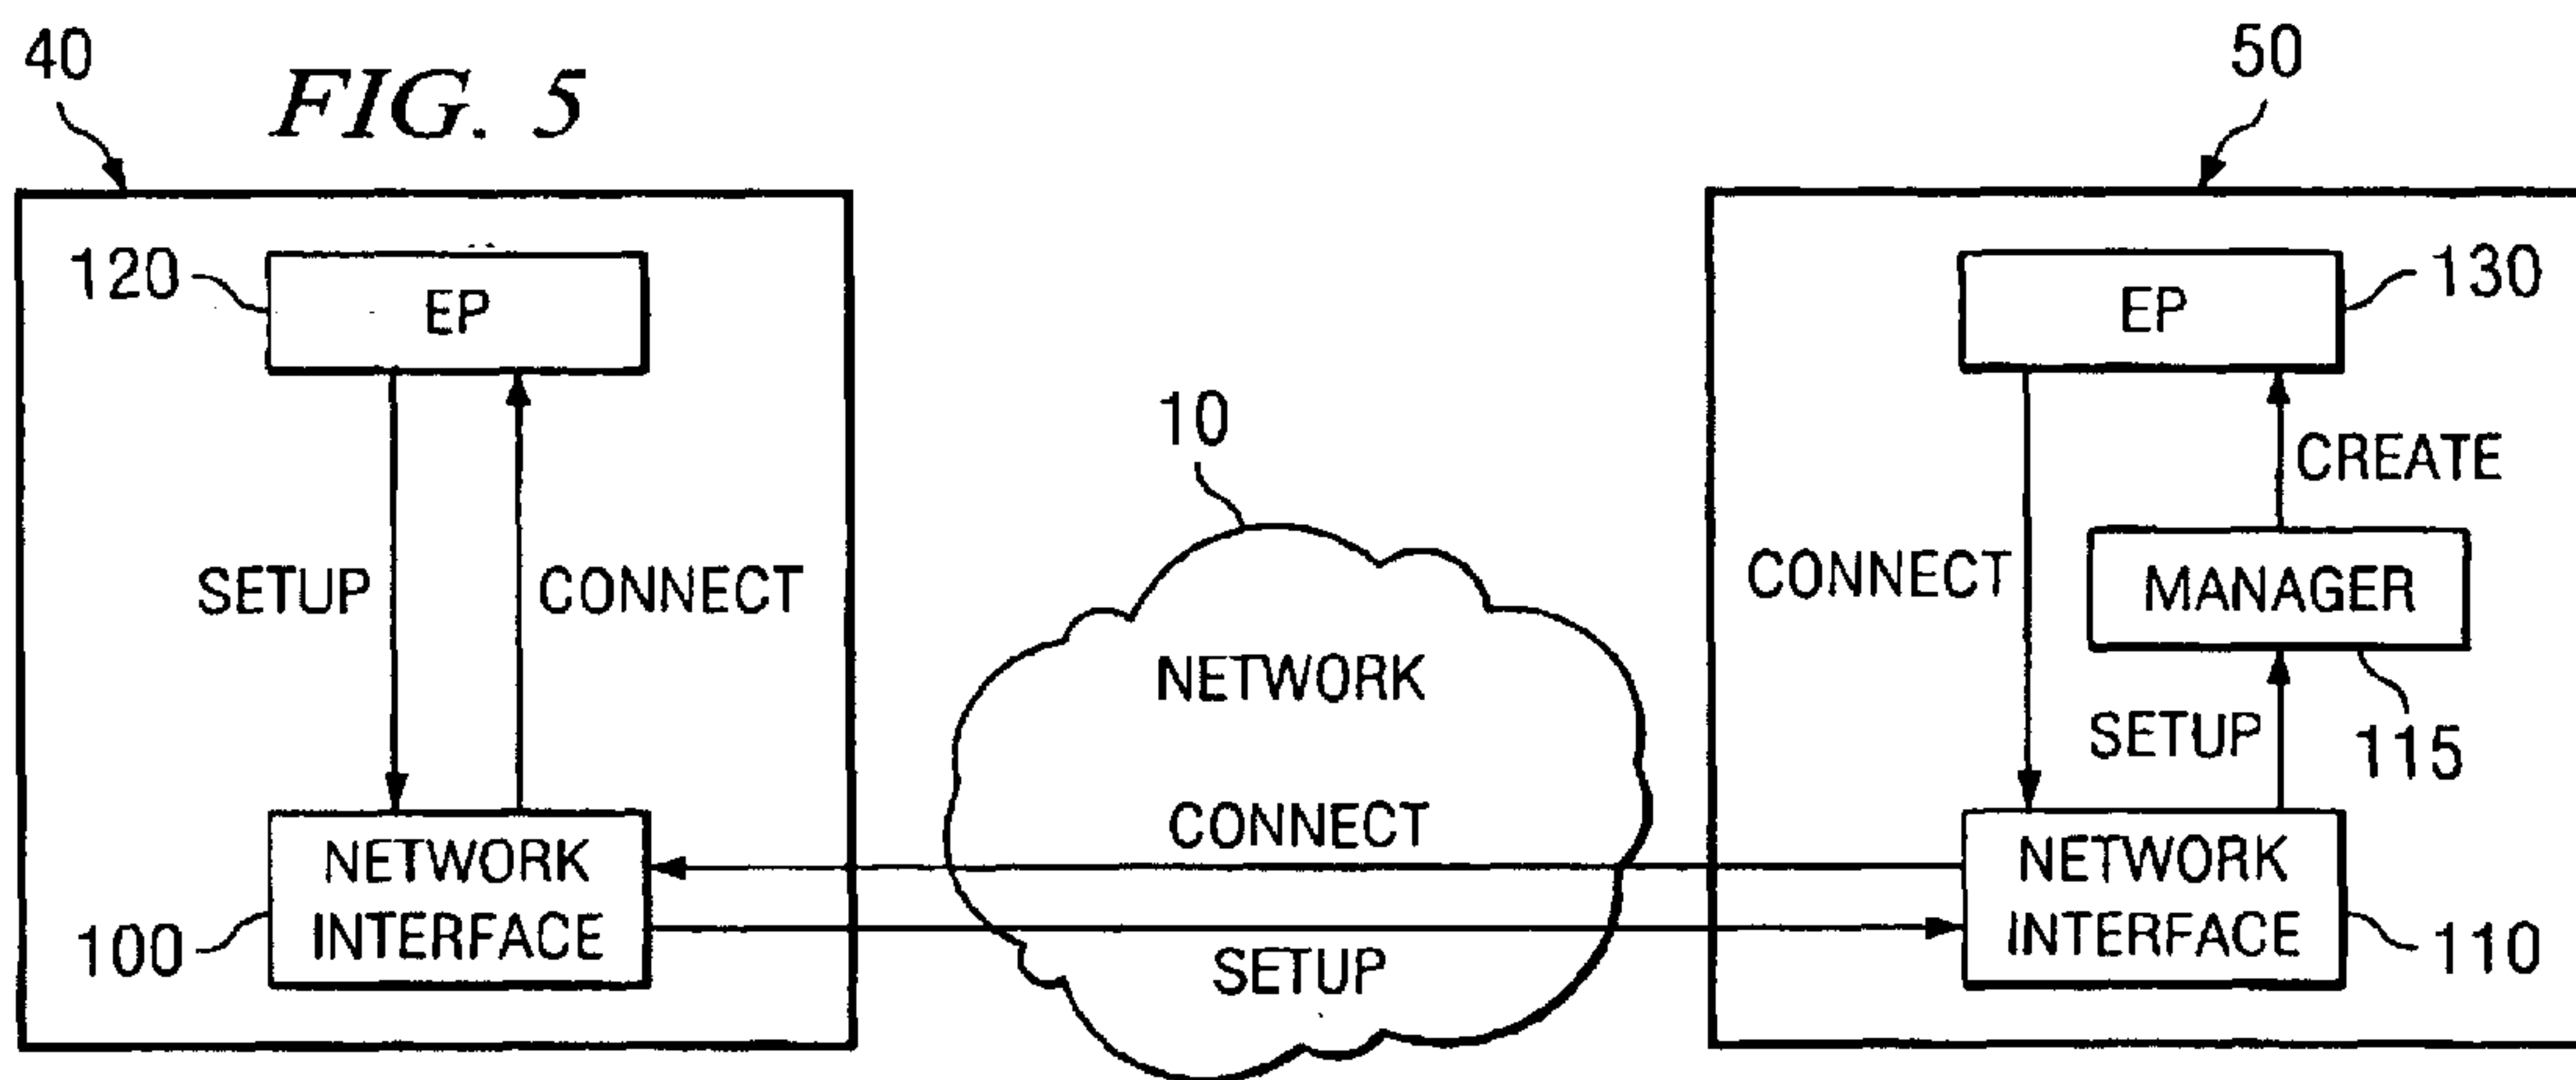 40
FIG. 5
50
120
EP
EP
130
10
CREATE
SETUP
CONNECT
CONNECT
MANAGER
NETWORK
SETUP
115
CONNECT
NETWORK
INTERFACE
NETWORK
INTERFACE
100
SETUP
110